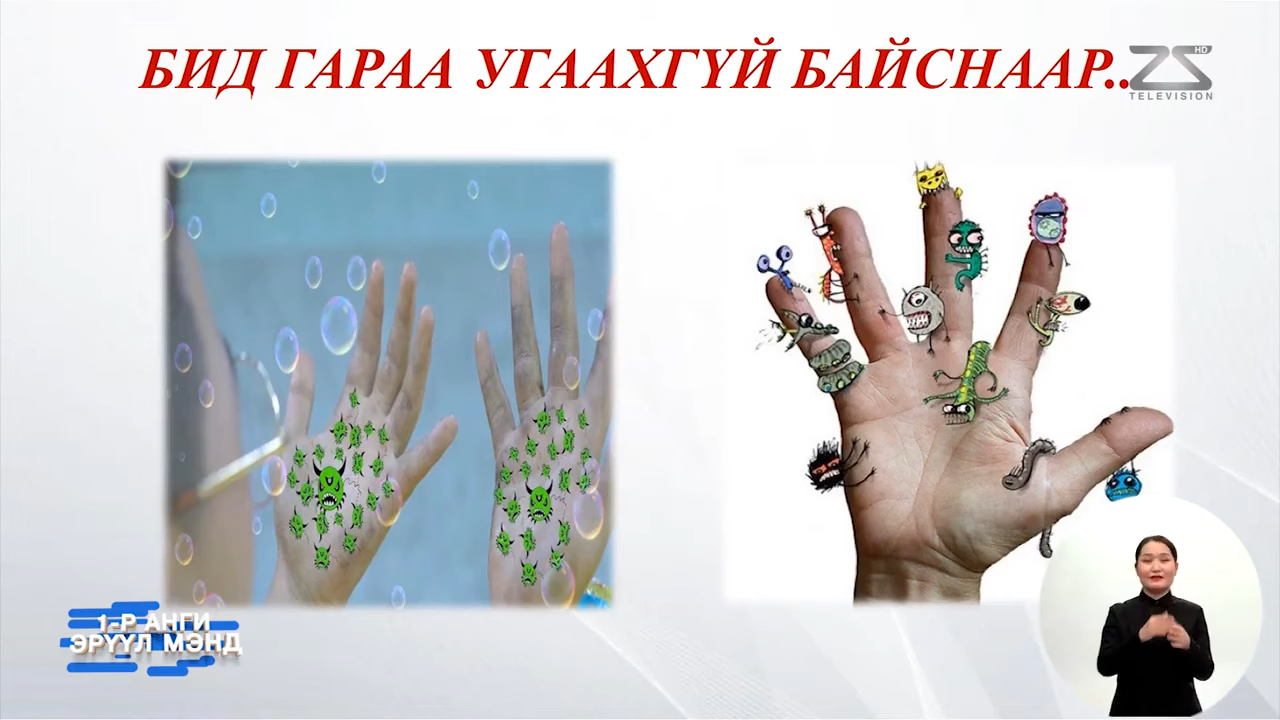 БИД ГАРАА УГААХГҮЙ БАЙСНААР..
ZS HD
TELEVISION
1-Р АНГИ
ЭРҮҮЛ МЭНД